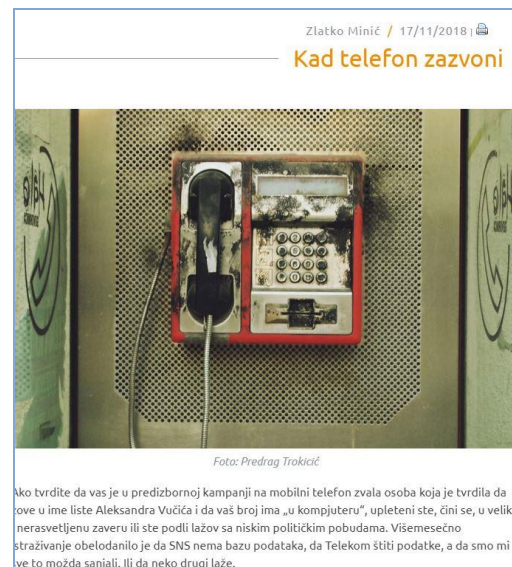 Zlatko Minić / 17/11/2018 |
Kad telefon zazvoni
Foto: Predrag Trokicić
Ako tvrdite da vas je u predizbornoj kampanji na mobilni telefon zvala osoba koja je tvrdila da
zove u ime liste Aleksandra Vučića i da vaš broj ima „u kompjuteru“, upleteni ste, čini se, u
nerasvetljenu zaveru ili ste podli lažov sa niskim političkim pobudama. Višemesečno
istraživanje obelodanilo je da SNS nema bazu podataka, da Telekom štiti podatke, a da smo mi
sve to možda sanjali. Ili da neko drugi laže.